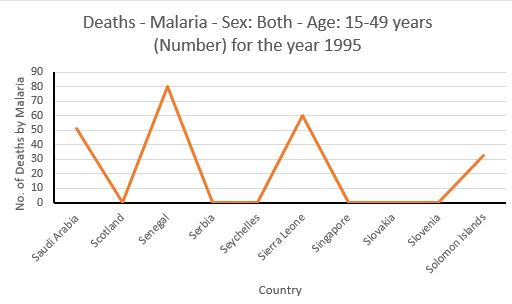 Deaths - Malaria - Sex: Both - Age: 15-49 years
(Number) for the year 1995
No. of Deaths by Malaria
90
80
70
60
50
40
30
20
10
0
Saudi Arabia
Scotland
Senegal
Serbia
Seychelles
Sierra Leone
Singapore
Slovakia
Slovenia
Solomon Islands
Country